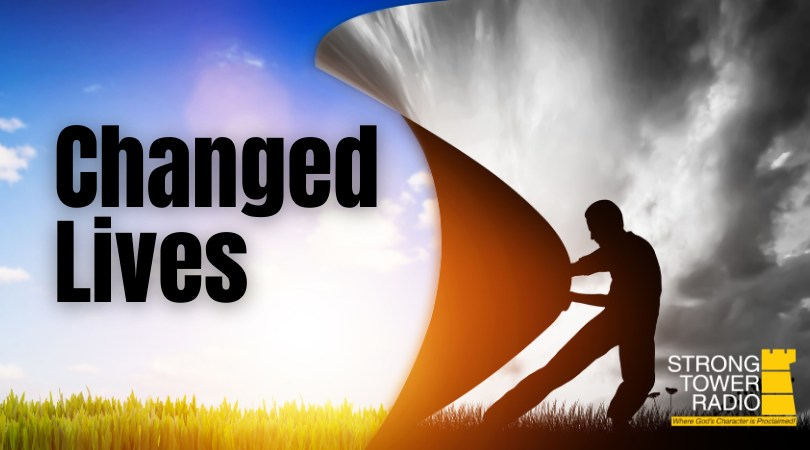 Changed
Lives
STRONG
TOWER
RADIO
Where God's Character is Proclaimed!